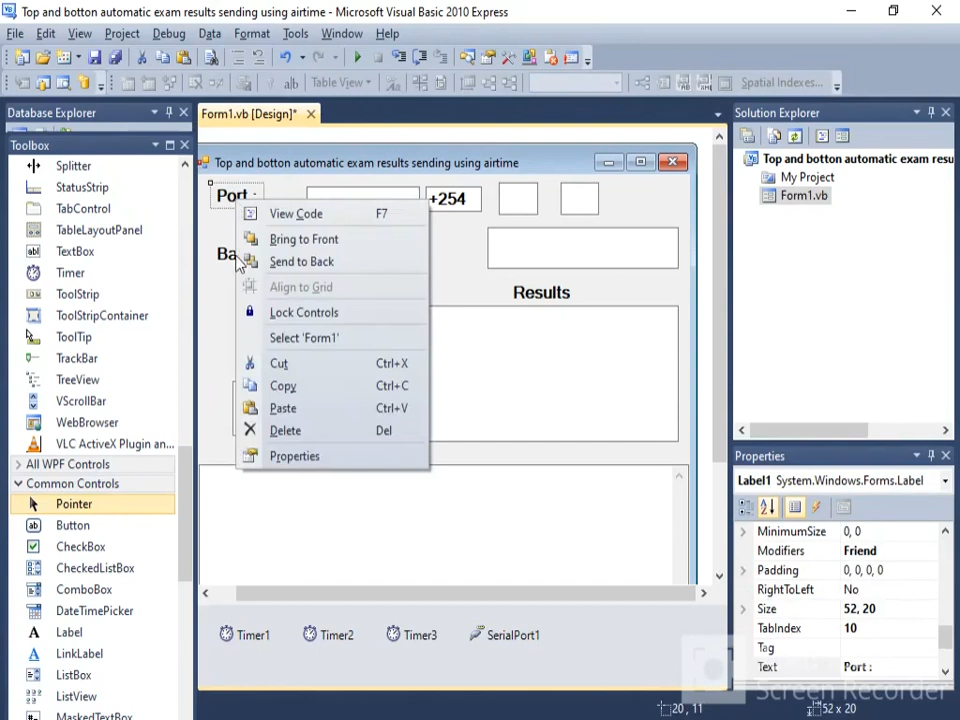 Top and botton automatic exam results sending using airtime - Microsoft Visual Basic 2010 Express
File Edit View Project Debug Data Format Tools Window Help
Table View
Spatial Indexes...
Database Explorer
Toolbox
Splitter
StatusStrip
TabControl
TableLayoutPanel
TextBox
Timer
ToolStrip
ToolStripContainer
ToolTip
TrackBar
TreeView
VScrollBar
WebBrowser
VLC ActiveX Plugin an...
All WPF Controls
Common Controls
Pointer
Button
CheckBox
CheckedListBox
ComboBox
DateTimePicker
Label
LinkLabel
ListBox
ListView
MaskedTextBox
Form1.vb [Design]*
Top and botton automatic exam results sending using airtime
Port :
+254
Ba
Results
View Code F7
Bring to Front
Send to Back
Align to Grid
Lock Controls
Select 'Form1'
Cut Ctrl+X
Copy Ctrl+C
Paste Ctrl+V
Delete Del
Properties
Timer1
Timer2
Timer3
SerialPort1
Solution Explorer
Top and botton automatic exam resu
My Project
Form1.vb
Properties
Label1 System.Windows.Forms.Label
MinimumSize 0, 0
Modifiers Friend
Padding 0, 0, 0, 0
RightToLeft No
Size 52, 20
TabIndex 10
Tag
Text Port :
Screen Recorder
20 , 11
52 x 20